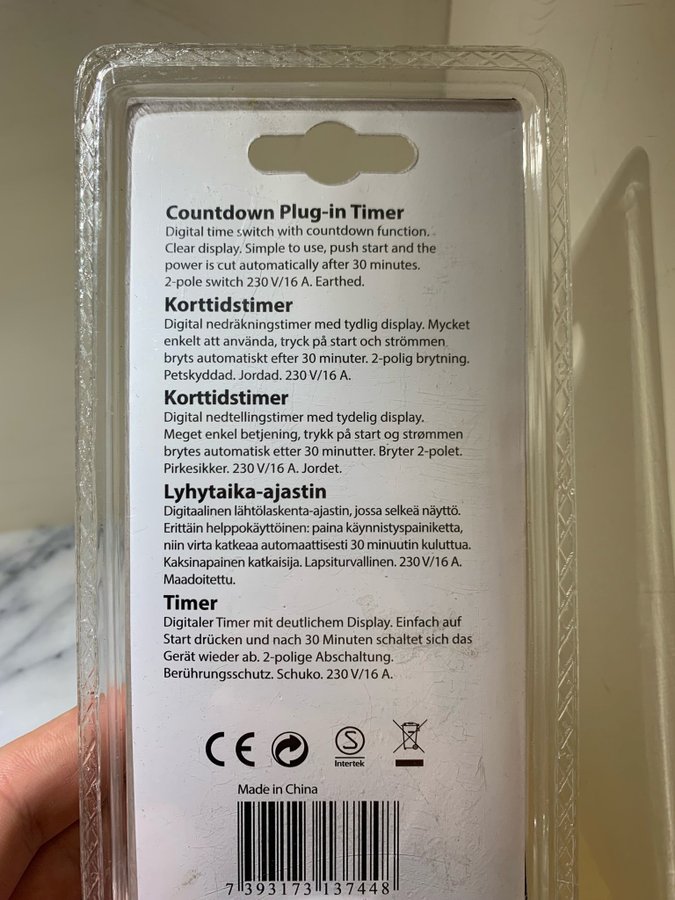 Countdown Plug-in Timer
Digital time switch with countdown function.
Clear display. Simple to use, push start and the
power is cut automatically after 30 minutes.
2-pole switch 230 V/16 A. Earthed.
Korttidstimer
Digital nedräkningstimer med tydlig display. Mycket
enkelt att använda, tryck på start och strömmen
bryts automatiskt efter 30 minuter. 2-polig brytning.
Petskyddad. Jordad. 230 V/16 A.
Korttidstimer
Digital nedtellingstimer med tydelig display.
Meget enkel betjening, trykk på start og strømmen
brytes automatisk etter 30 minutter. Bryter 2-polet.
Pirkesikker. 230 V/16 A. Jordet.
Lyhytaika-ajastin
Digitaalinen lähtölaskenta-ajastin, jossa selkeä näyttö.
Erittäin helppokäyttöinen: paina käynnistyspainiketta,
niin virta katkeaa automaattisesti 30 minuutin kuluttua.
Kaksinapainen katkaisija. Lapsiturvallinen. 230 V/16 A.
Maadoitettu.
Timer
Digitaler Timer mit deutlichem Display. Einfach auf
Start drücken und nach 30 Minuten schaltet sich das
Gerät wieder ab. 2-polige Abschaltung.
Berührungsschutz. Schuko. 230 V/16 A.
CE S
Intertek
Made in China
7 393173 137448